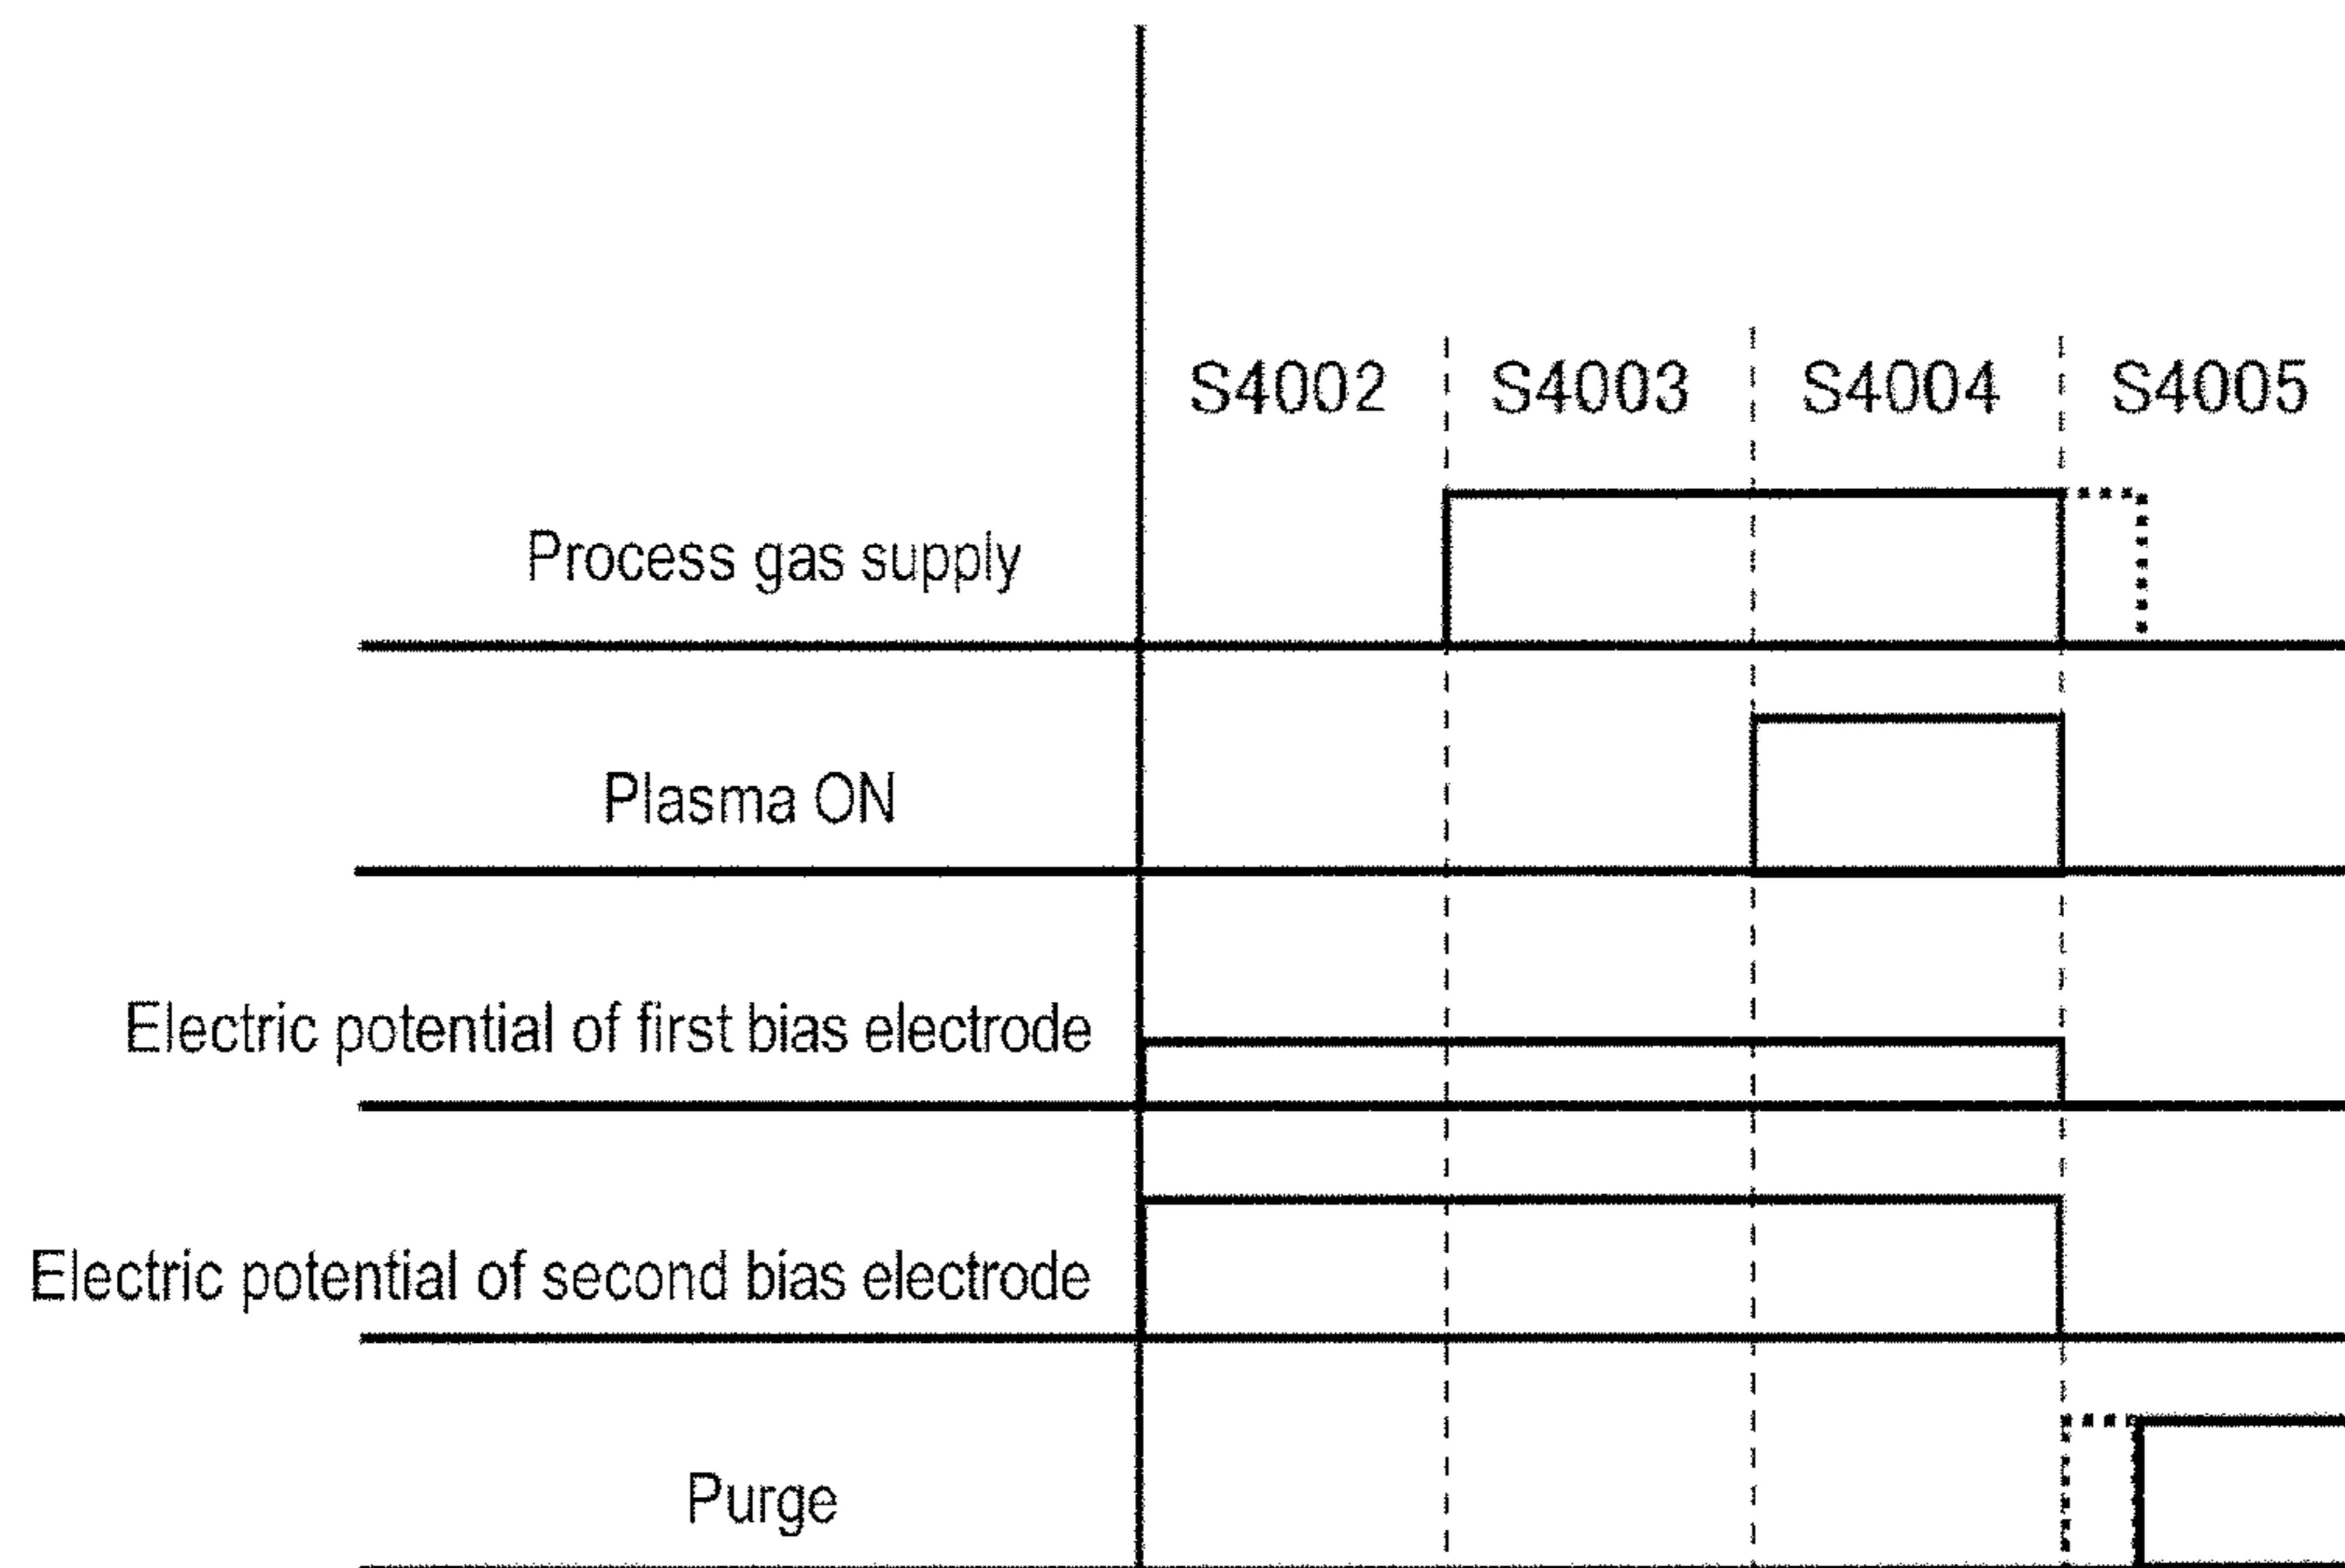 S4002 S4003 S4004 S4005
Process gas supply
Plasma ON
Electric potential of first bias electrode
Electric potential of second bias electrode
Purge